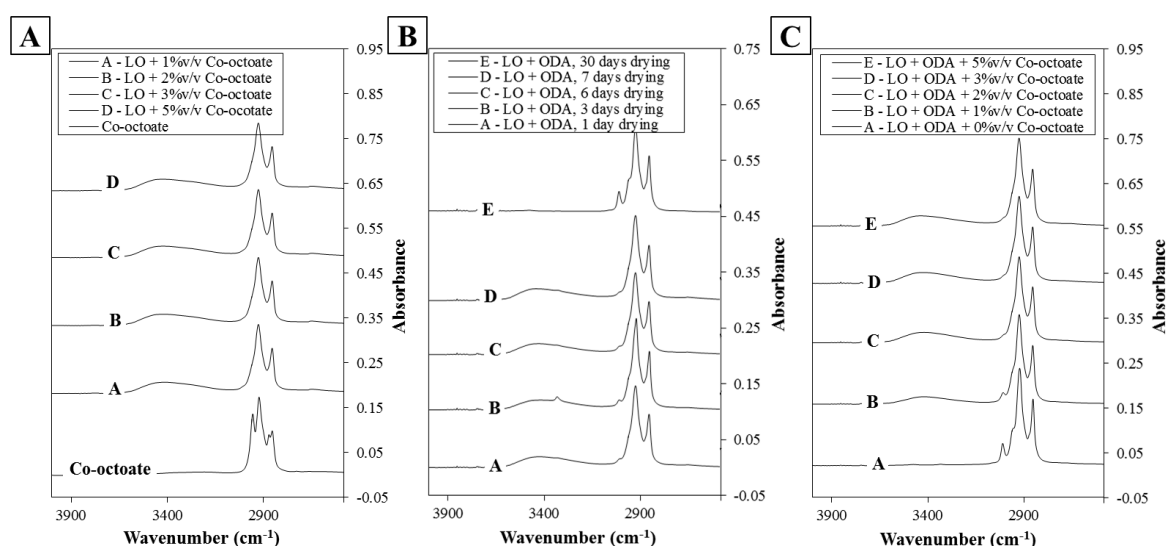 A
A - LO + 1%v/v Co-octoate
B - LO + 2%v/v Co-octoate
C - LO + 3%v/v Co-octoate
D - LO + 5%v/v Co-ocotate
Co-octoate
D
C
B
A
Co-octoate
0.95
0.85
0.75
0.65
0.55
0.45
0.35
0.25
0.15
0.05
-0.05
Absorbance
3900
3400
2900
Wavenumber (cm-1)
B
E - LO + ODA, 30 days drying
D - LO + ODA, 7 days drying
C - LO + ODA, 6 days drying
B - LO + ODA, 3 days drying
A - LO + ODA, 1 day drying
E
D
C
B
A
0.75
0.65
0.55
0.45
0.35
0.25
0.15
0.05
-0.05
Absorbance
3900
3400
2900
Wavenumber (cm-1)
C
E - LO + ODA + 5%v/v Co-octoate
D - LO + ODA + 3%v/v Co-octoate
C - LO + ODA + 2%v/v Co-octoate
B - LO + ODA + 1%v/v Co-octoate
A - LO + ODA + 0%v/v Co-octoate
E
D
C
B
A
0.95
0.85
0.75
0.65
0.55
0.45
0.35
0.25
0.15
0.05
-0.05
Absorbance
3900
3400
2900
Wavenumber (cm-1)